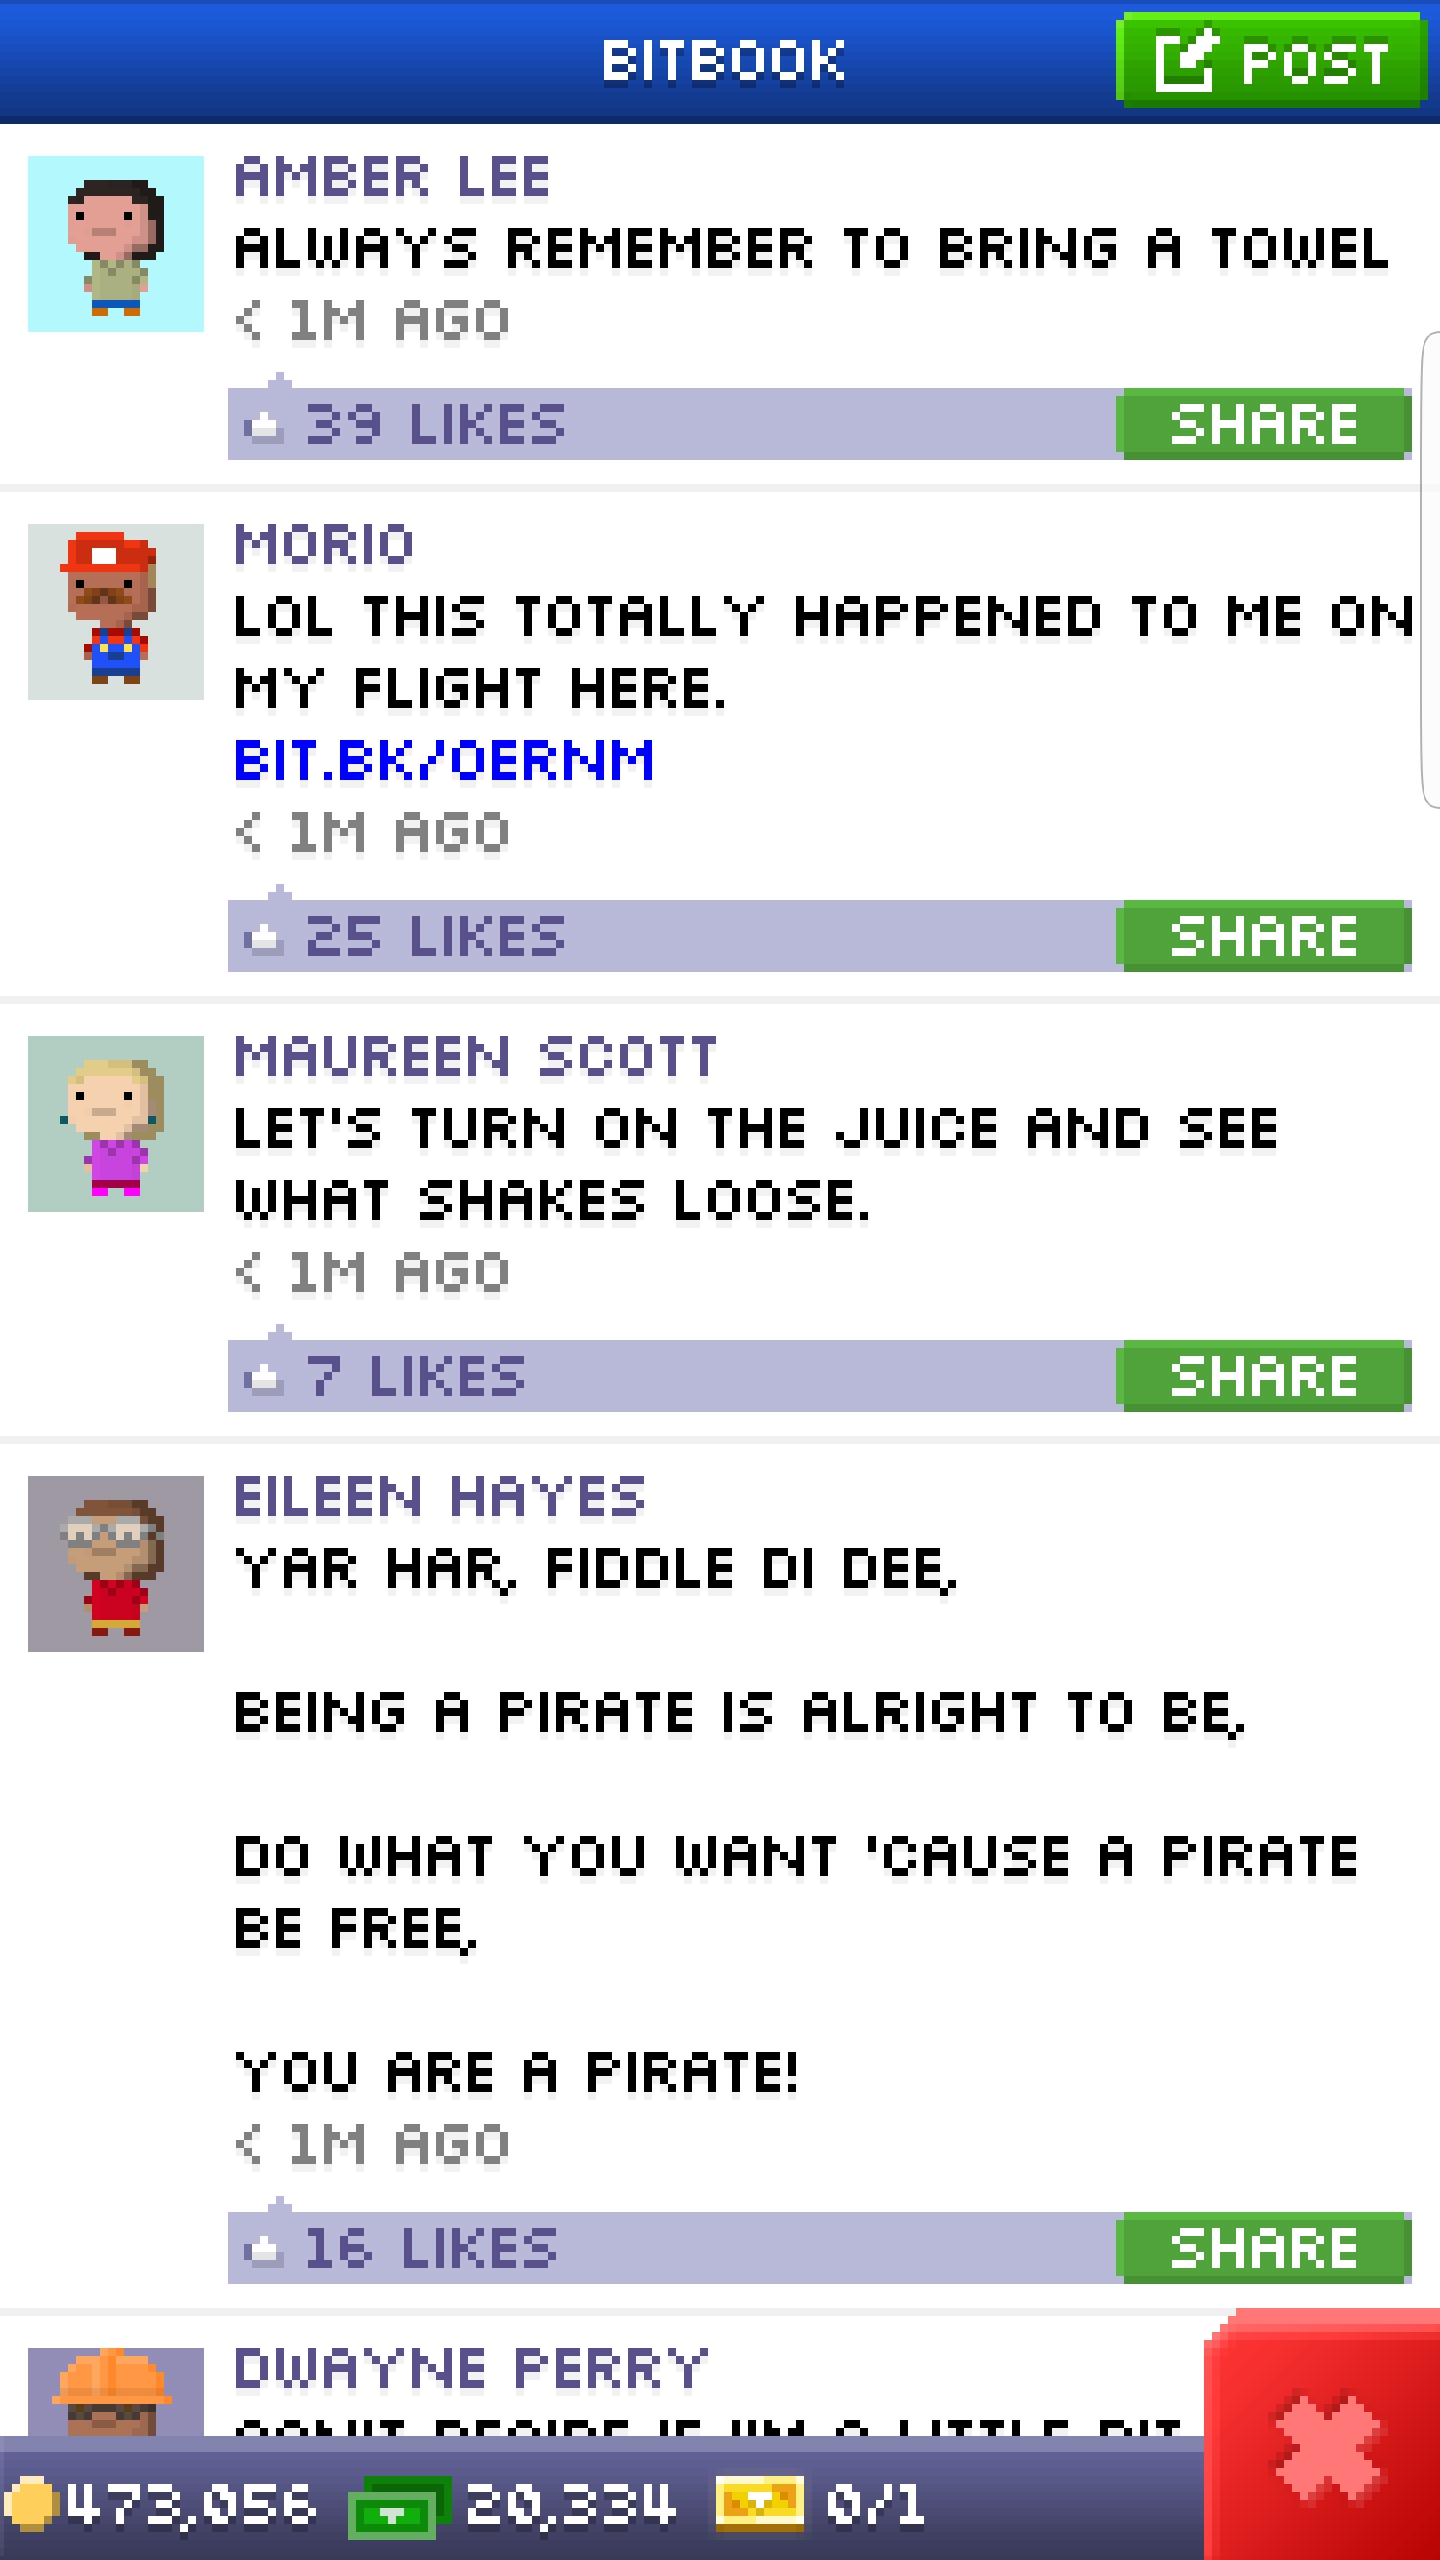 BITBOOK
POST
AMBER LEE
ALWAYS REMEMBER TO BRING A TOWEL
< 1M AGO
39 LIKES
SHARE
MORIO
LOL THIS TOTALLY HAPPENED TO ME ON
MY FLIGHT HERE.
BIT.BK/OERNM
< 1M AGO
25 LIKES
SHARE
MAUREEN SCOTT
LET'S TURN ON THE JUICE AND SEE
WHAT SHAKES LOOSE.
< 1M AGO
7 LIKES
SHARE
EILEEN HAYES
YAR HAR, FIDDLE DI DEE,
BEING A PIRATE IS ALRIGHT TO BE,
DO WHAT YOU WANT 'CAUSE A PIRATE
BE FREE,
YOU ARE A PIRATE!
< 1M AGO
16 LIKES
SHARE
DWAYNE PERRY
DECIDE IF I'M A LITTLE BIT
473,056
20,334
0/1